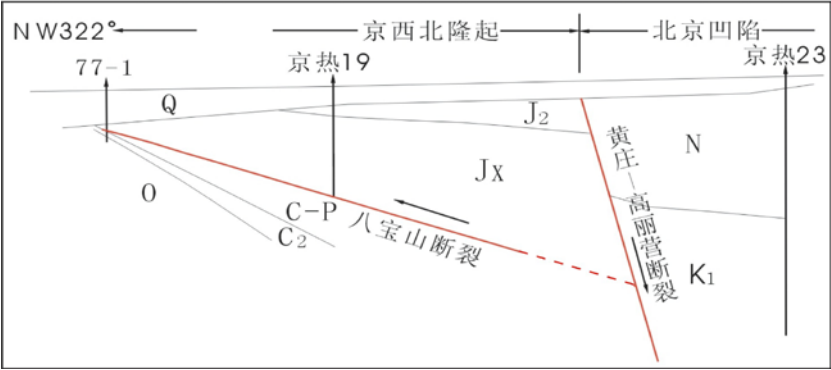 NW322° 京西北隆起 北京凹陷
77-1 京热19 京热23
Q
J2
N
Jx
O
C-P
C2
八宝山断裂
黄庄—高丽营断裂
K1